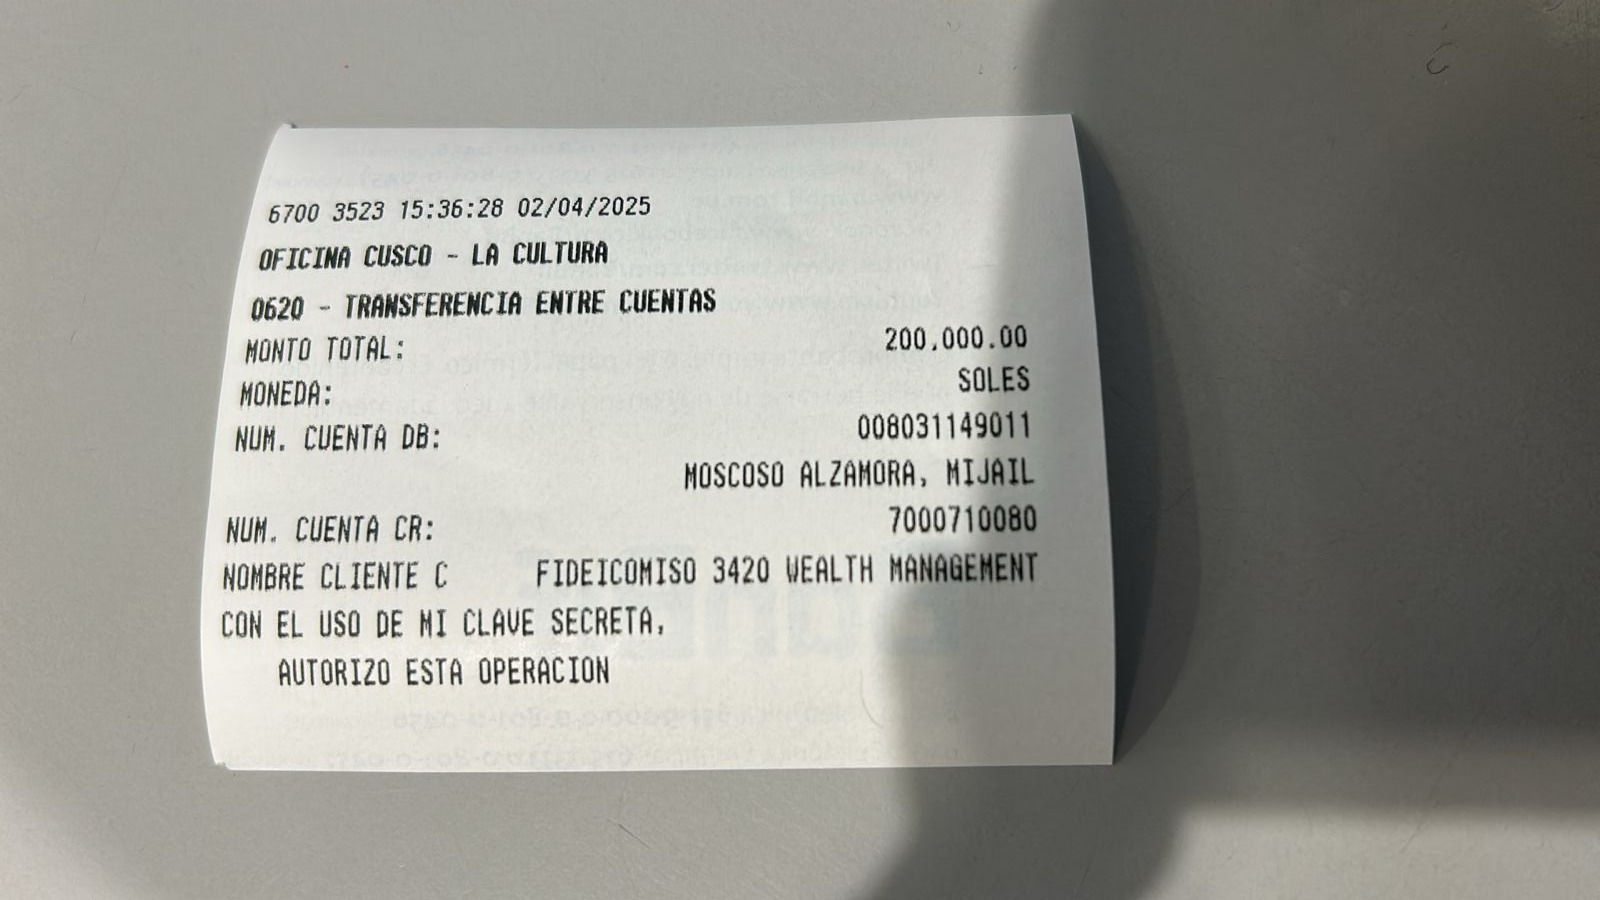 6700 3523 15:36:28 02/04/2025
OFICINA CUSCO - LA CULTURA
0620 - TRANSFERENCIA ENTRE CUENTAS
MONTO TOTAL: 200,000.00
MONEDA: SOLES
NUM. CUENTA DB: 008031149011
MOSCOSO ALZAMORA, MIJAIL
NUM. CUENTA CR: 7000710080
NOMBRE CLIENTE C FIDEICOMISO 3420 WEALTH MANAGEMENT
CON EL USO DE MI CLAVE SECRETA,
AUTORIZO ESTA OPERACION